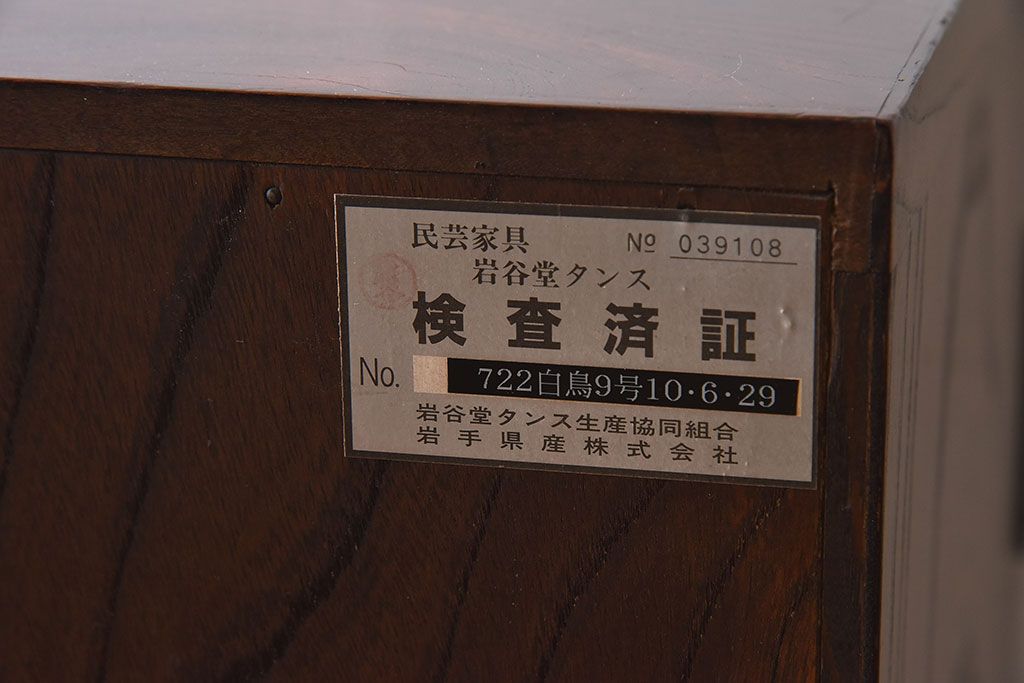 民芸家具
№ 039108
岩谷堂タンス
検査済証
No. 722白鳥9号10・6・29
岩谷堂タンス生産協同組合
岩手県産株式会社